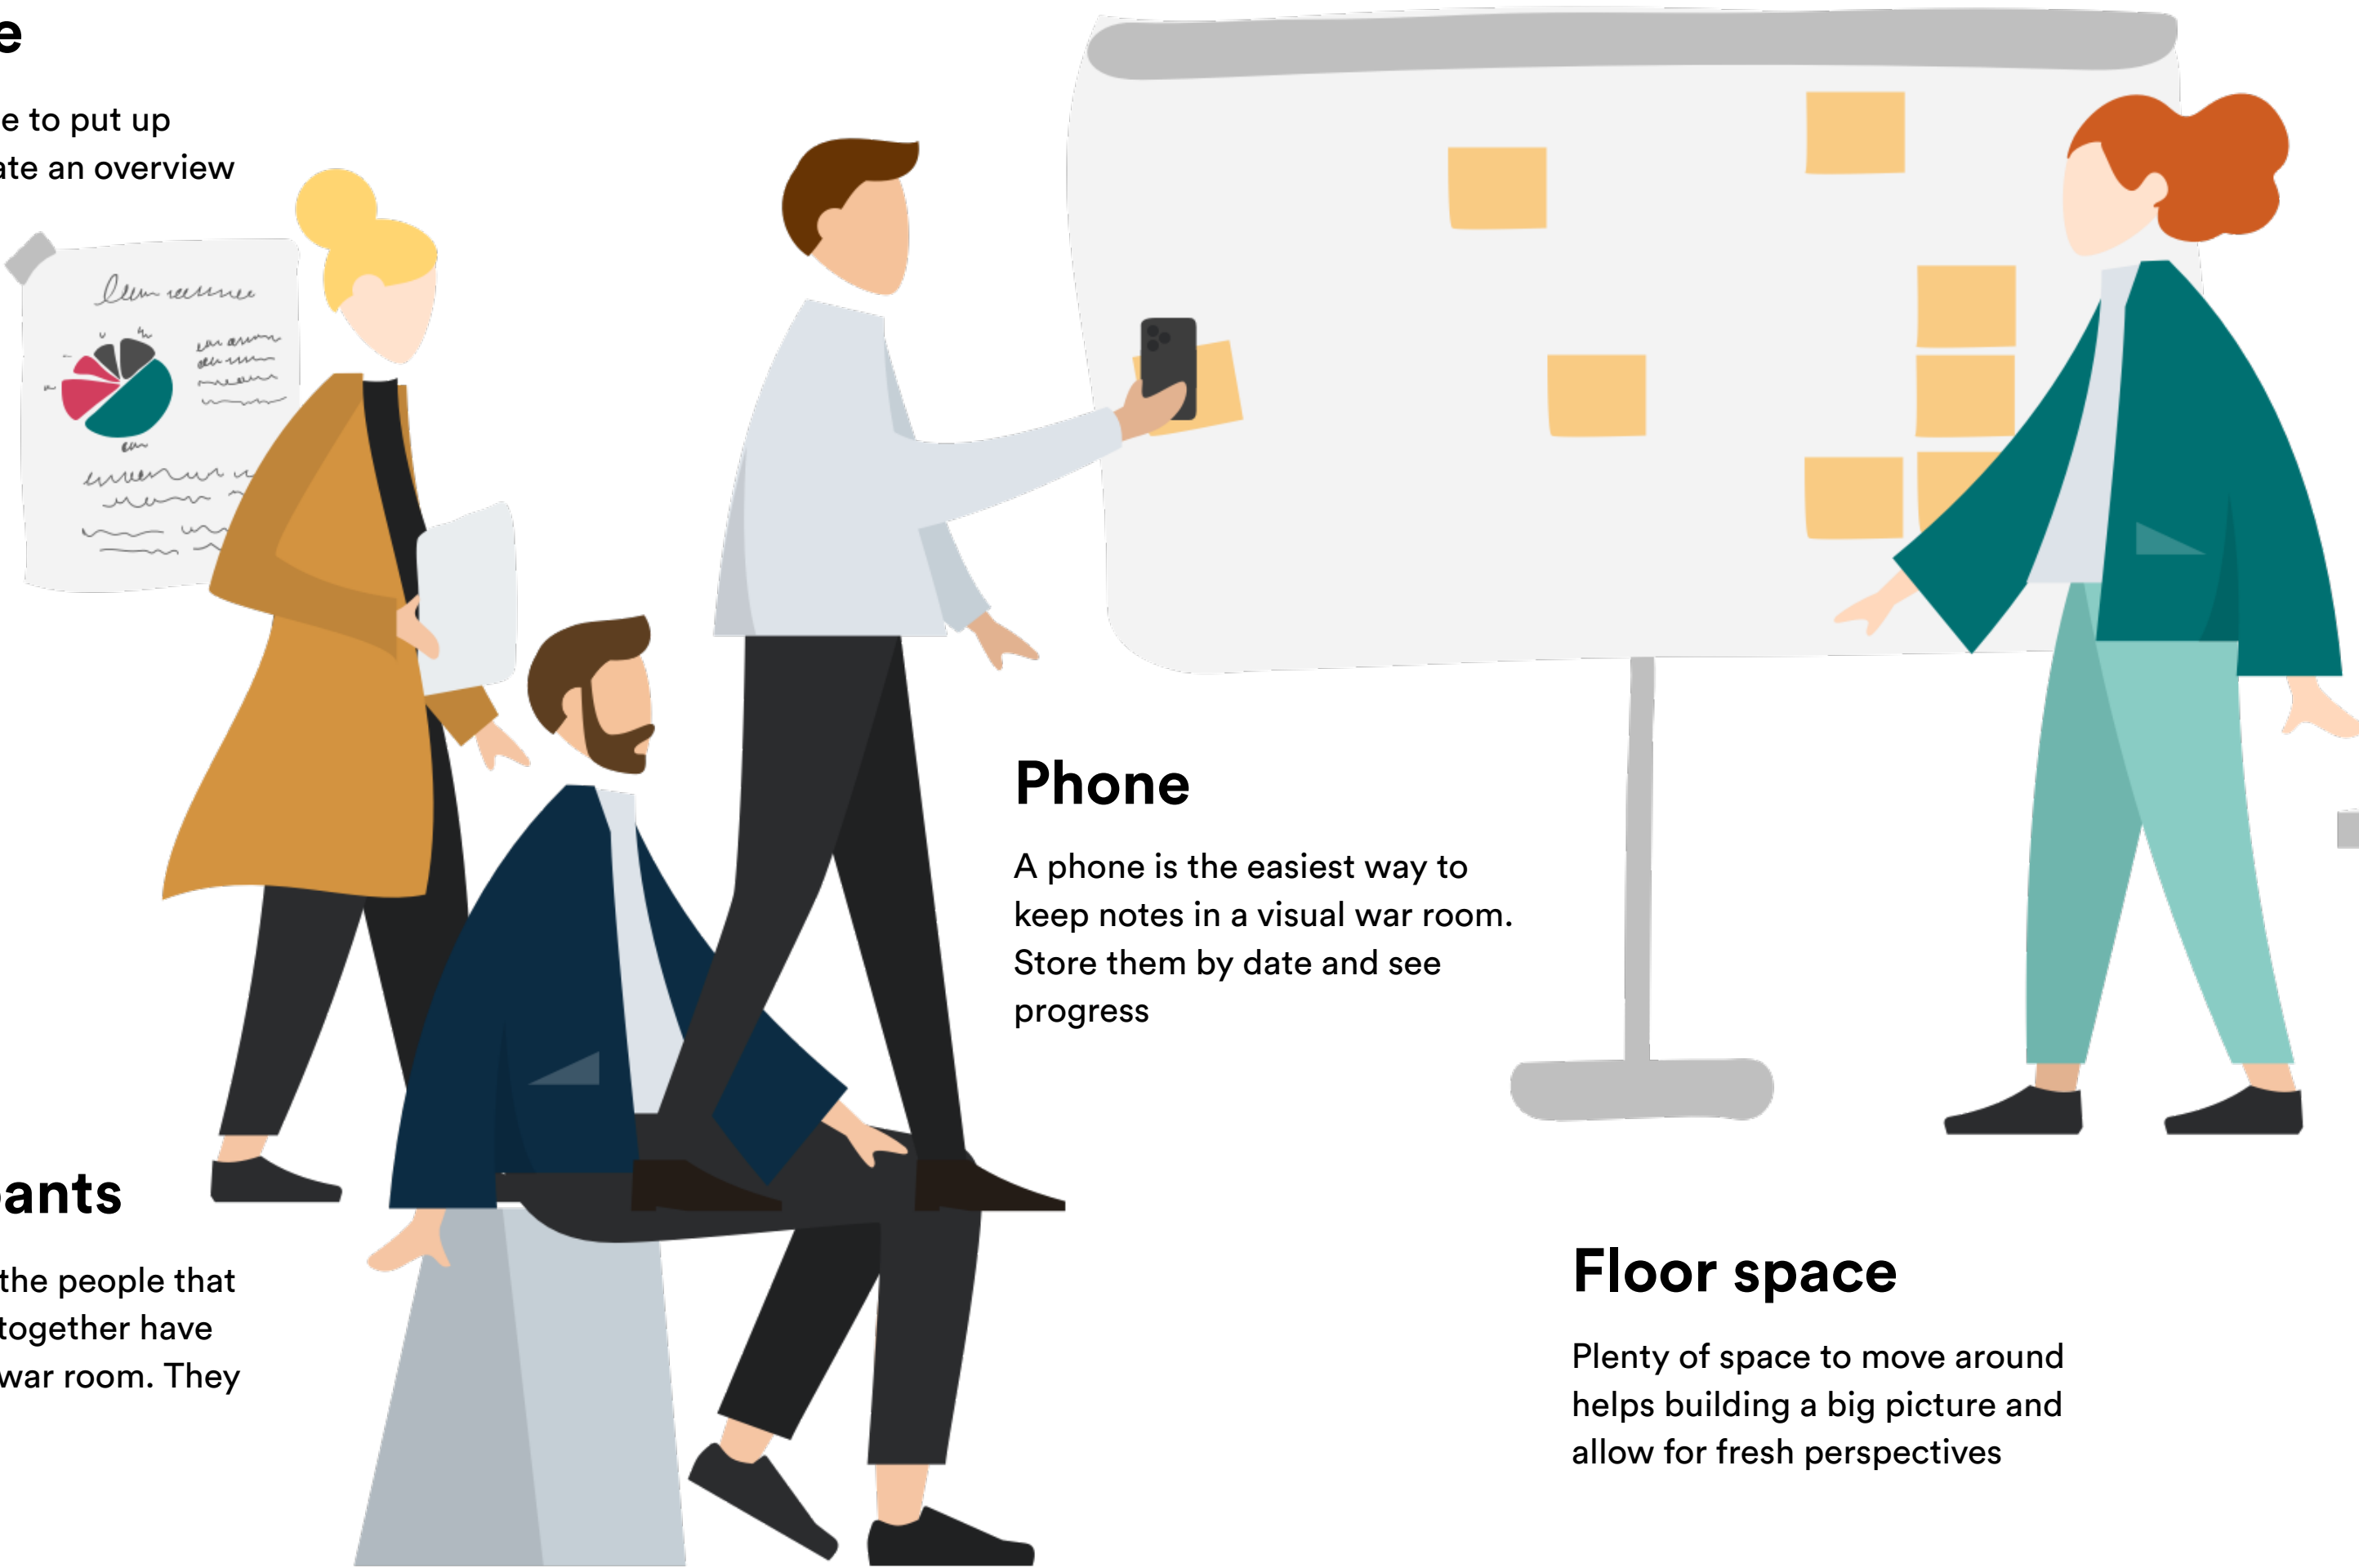 e
e to put up
ate an overview
Phone
A phone is the easiest way to
keep notes in a visual war room.
Store them by date and see
progress
pants
the people that
together have
war room. They
Floor space
Plenty of space to move around
helps building a big picture and
allow for fresh perspectives